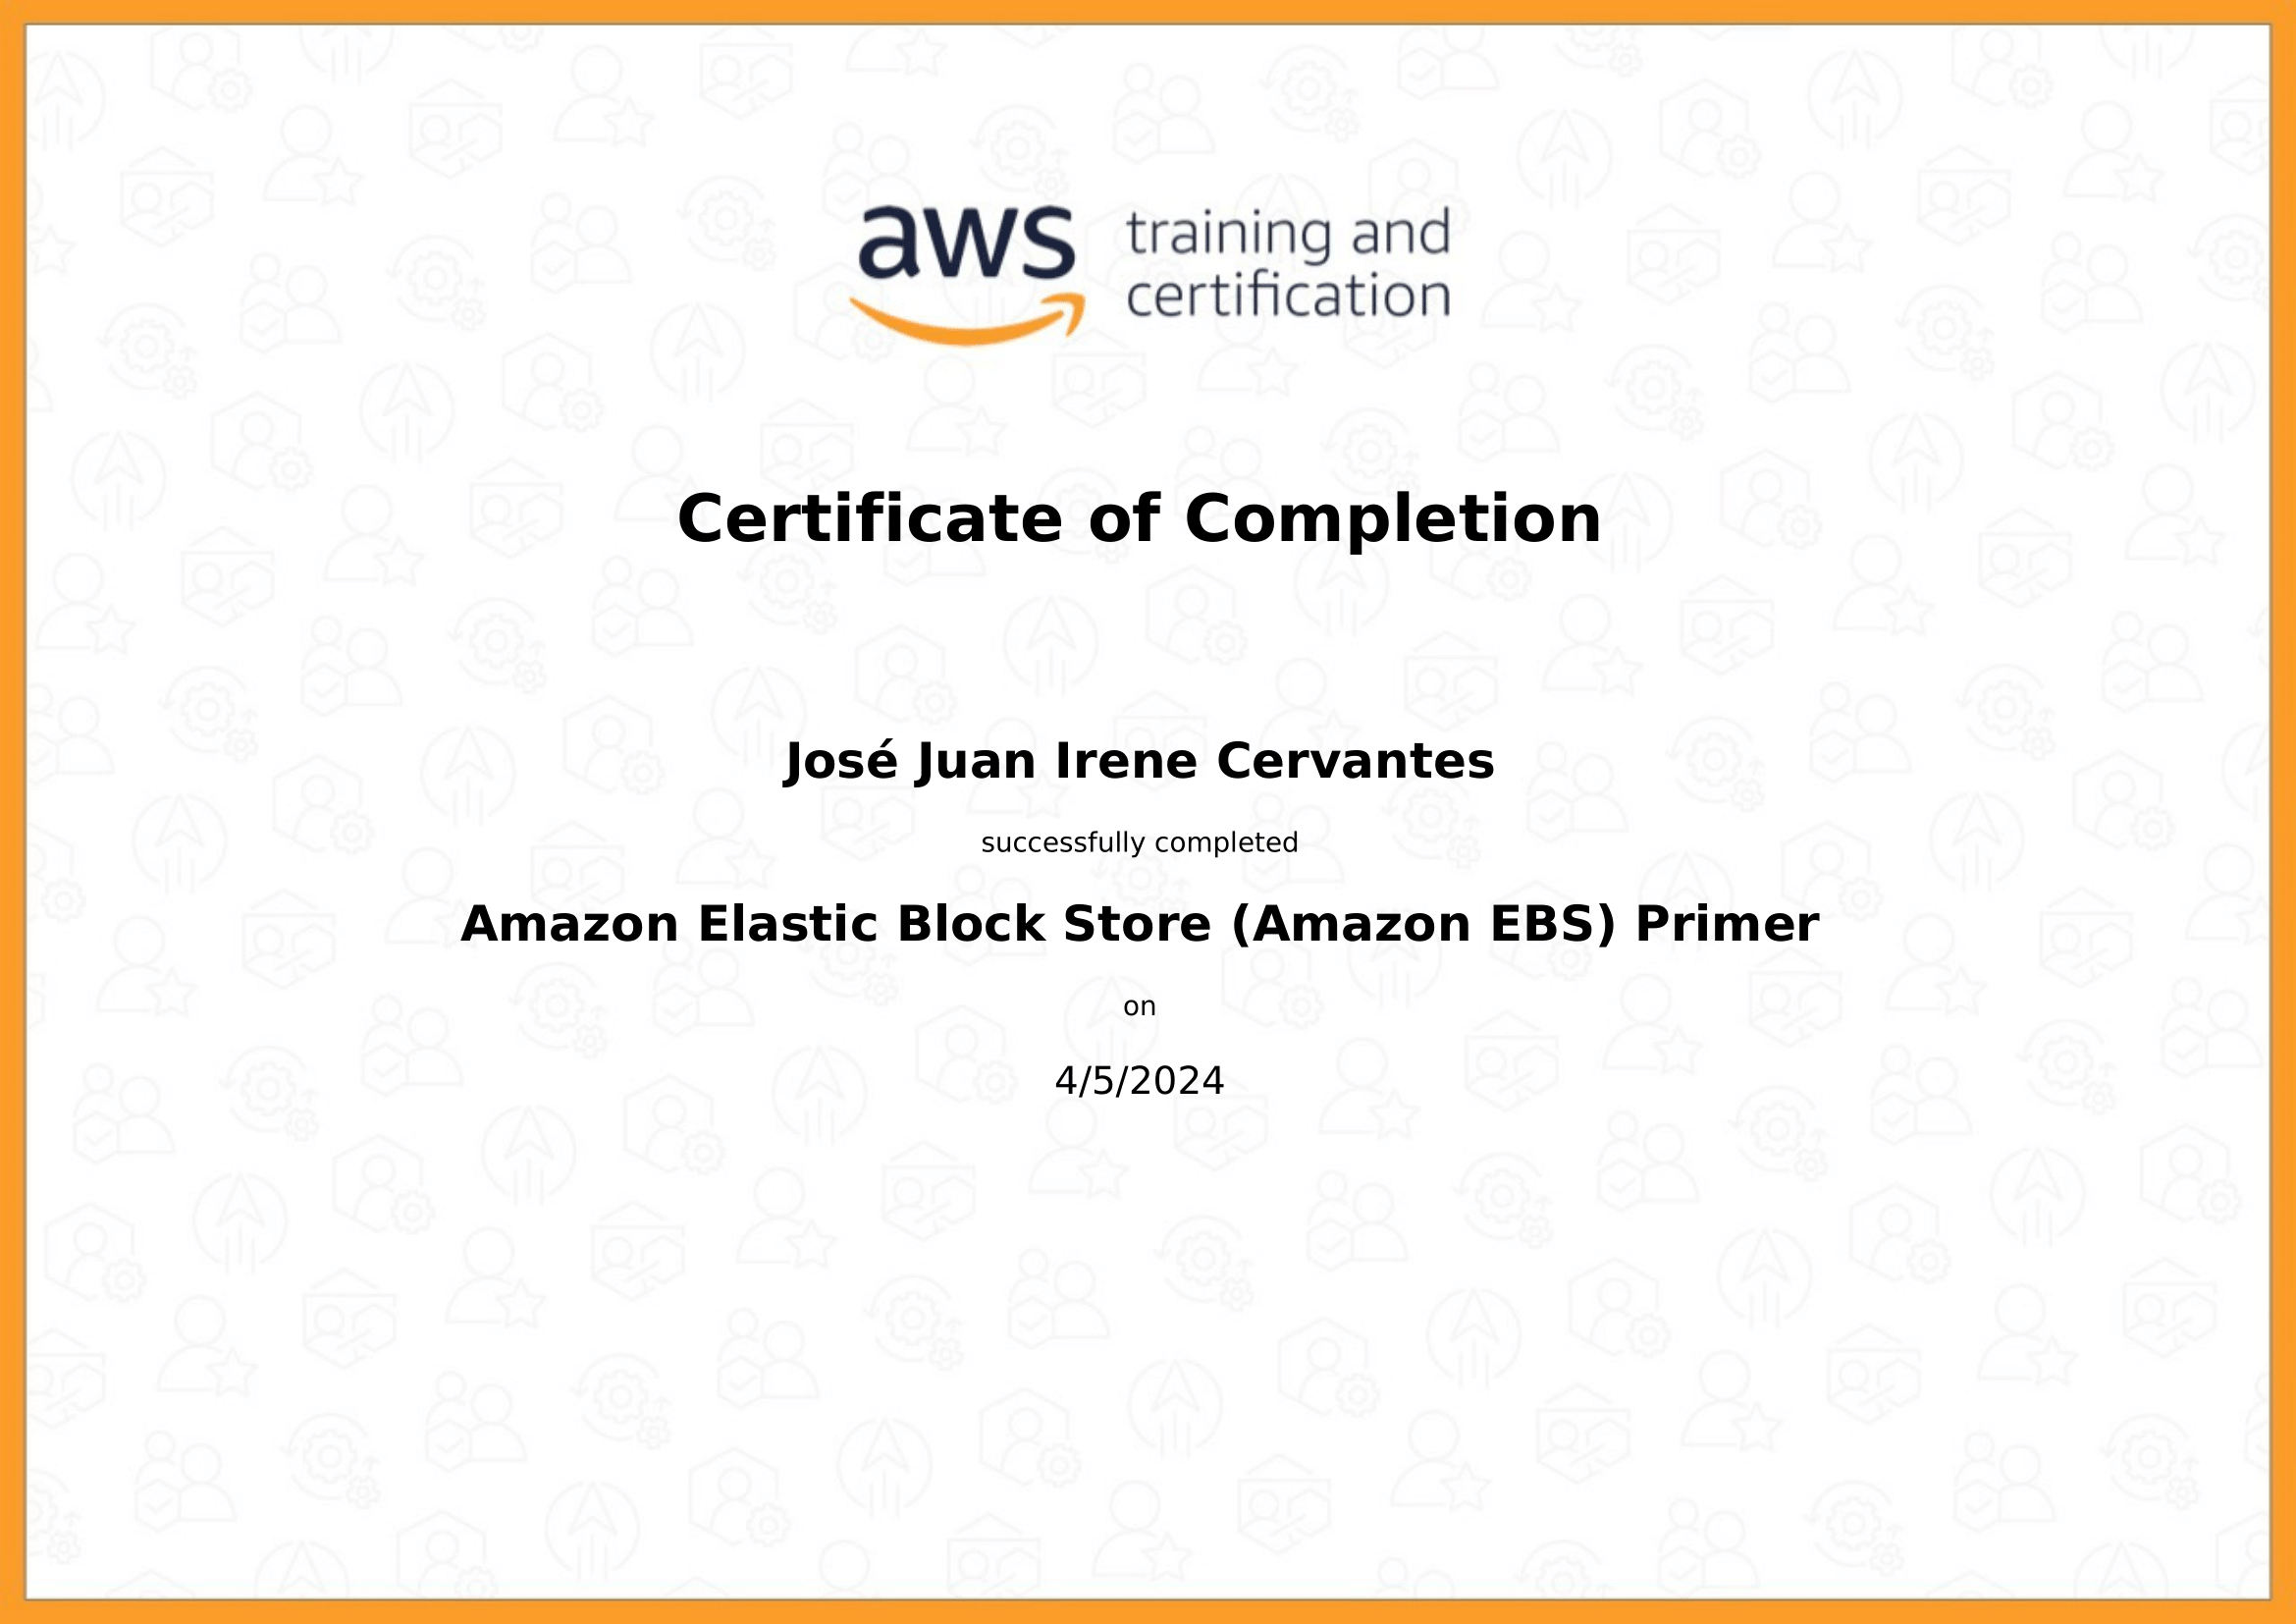 aws training and
certification
Certificate of Completion
José Juan Irene Cervantes
successfully completed
Amazon Elastic Block Store (Amazon EBS) Primer
on
4/5/2024